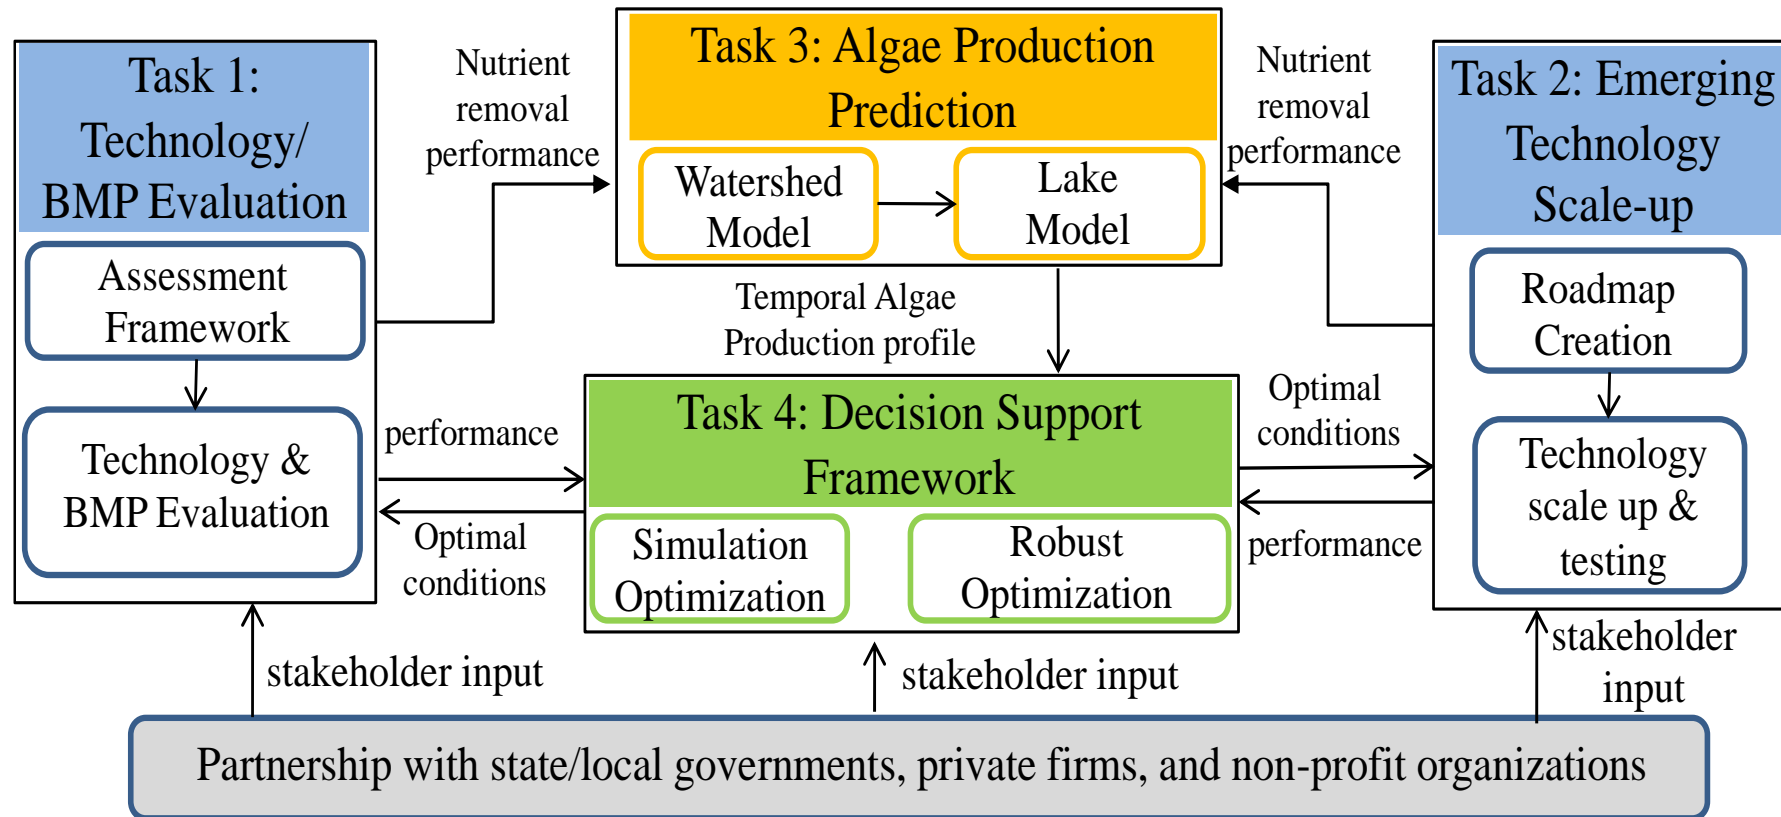 Task 1:
Technology/
BMP Evaluation
Assessment
Framework
Technology &
BMP Evaluation
Nutrient
removal
performance
Task 3: Algae Production
Prediction
Watershed
Model
Lake
Model
Nutrient
removal
performance
Task 2: Emerging
Technology
Scale-up
Roadmap
Creation
Technology
scale up &
testing
Temporal Algae
Production profile
performance
Optimal
conditions
Task 4: Decision Support
Framework
Simulation
Optimization
Robust
Optimization
Optimal
conditions
performance
stakeholder input
stakeholder input
stakeholder
input
Partnership with state/local governments, private firms, and non-profit organizations